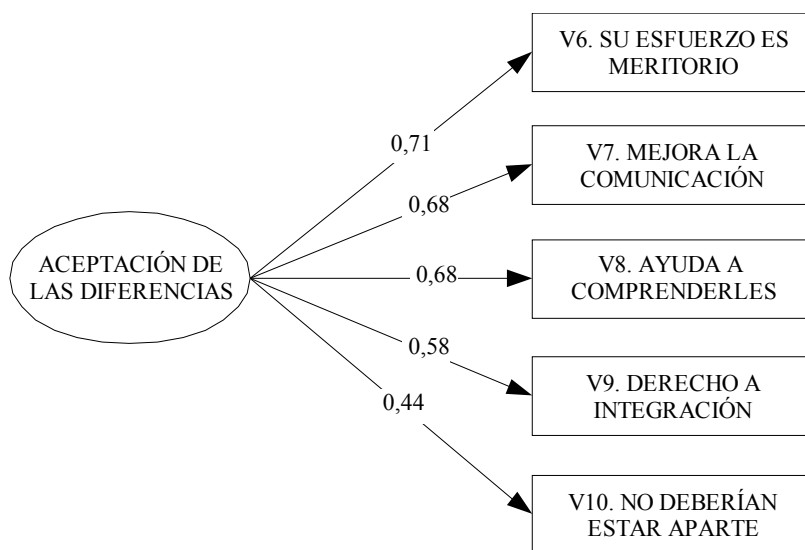 V6. SU ESFUERZO ES
MERITORIO
0,71
V7. MEJORA LA
COMUNICACIÓN
0,68
ACEPTACIÓN DE
LAS DIFERENCIAS
0,68
V8. AYUDA A
COMPRENDERLES
0,58
V9. DERECHO A
INTEGRACIÓN
0,44
V10. NO DEBERÍAN
ESTAR APARTE